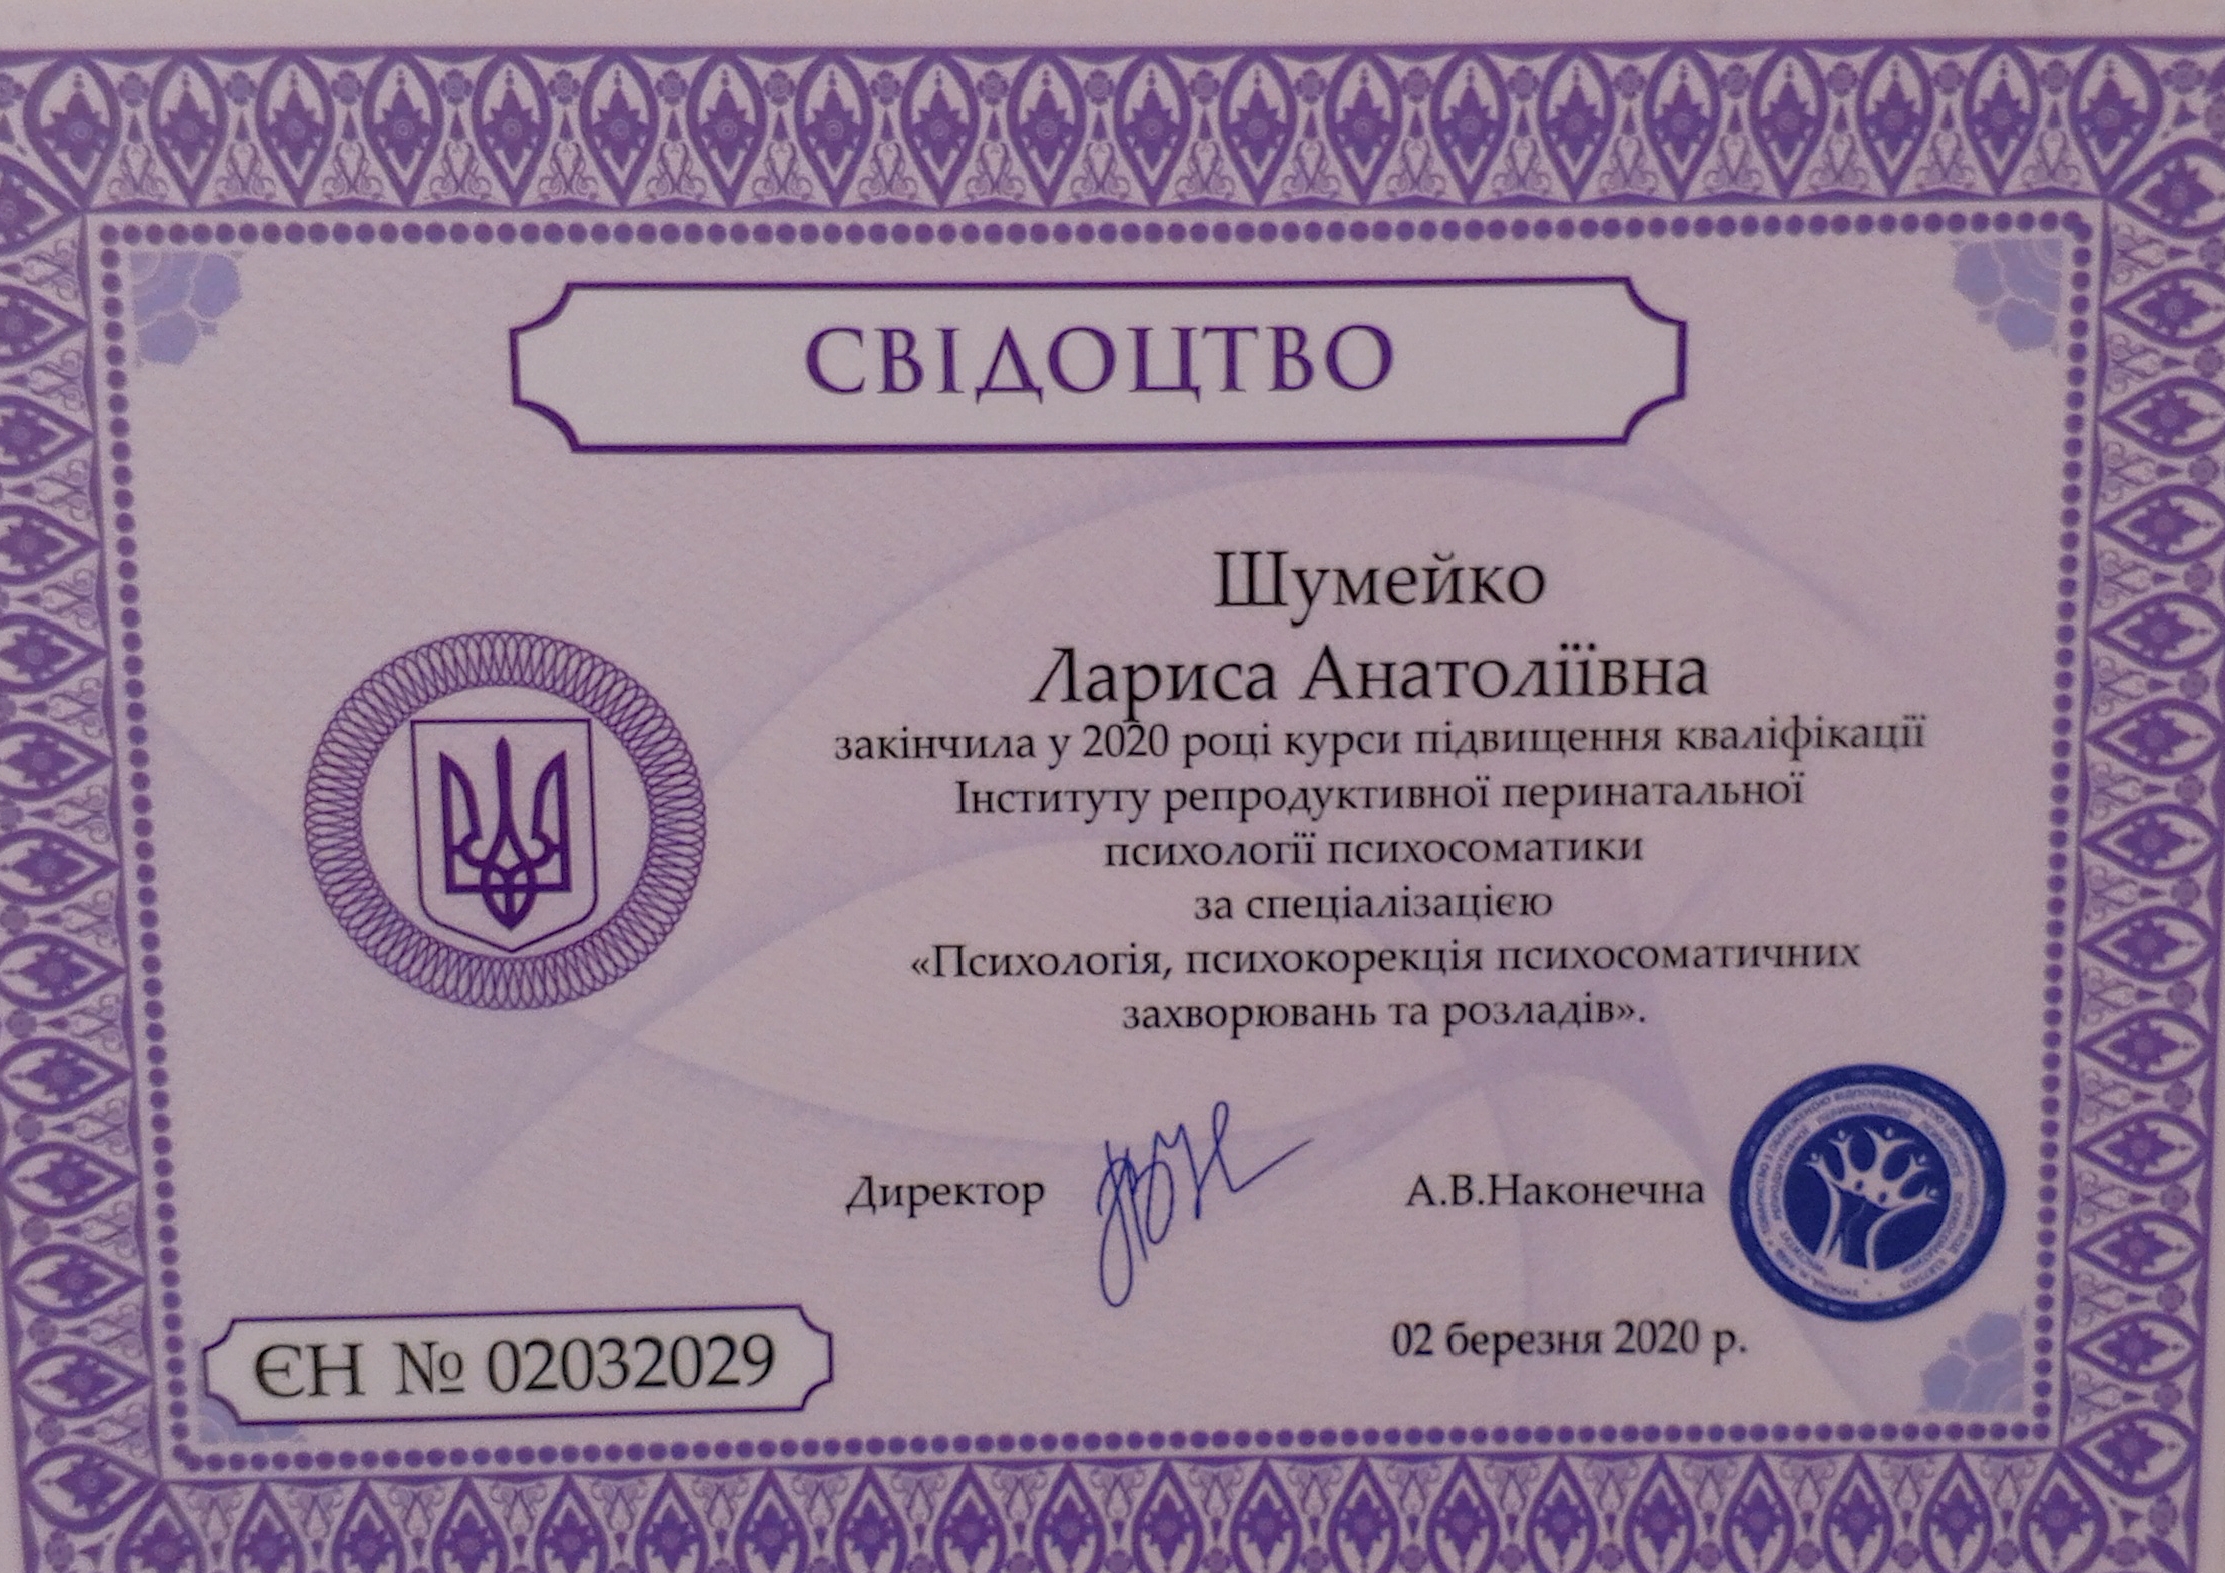 СВІДОЦТВО
Шумейко
Лариса Анатоліївна
закінчила у 2020 році курси підвищення кваліфікації
Інституту репродуктивної перинатальної
психології психосоматики
за спеціалізацією
«Психологія, психокорекція психосоматичних
захворювань та розладів».
Директор А.В.Наконечна
02 березня 2020 р.
ЄН № 02032029